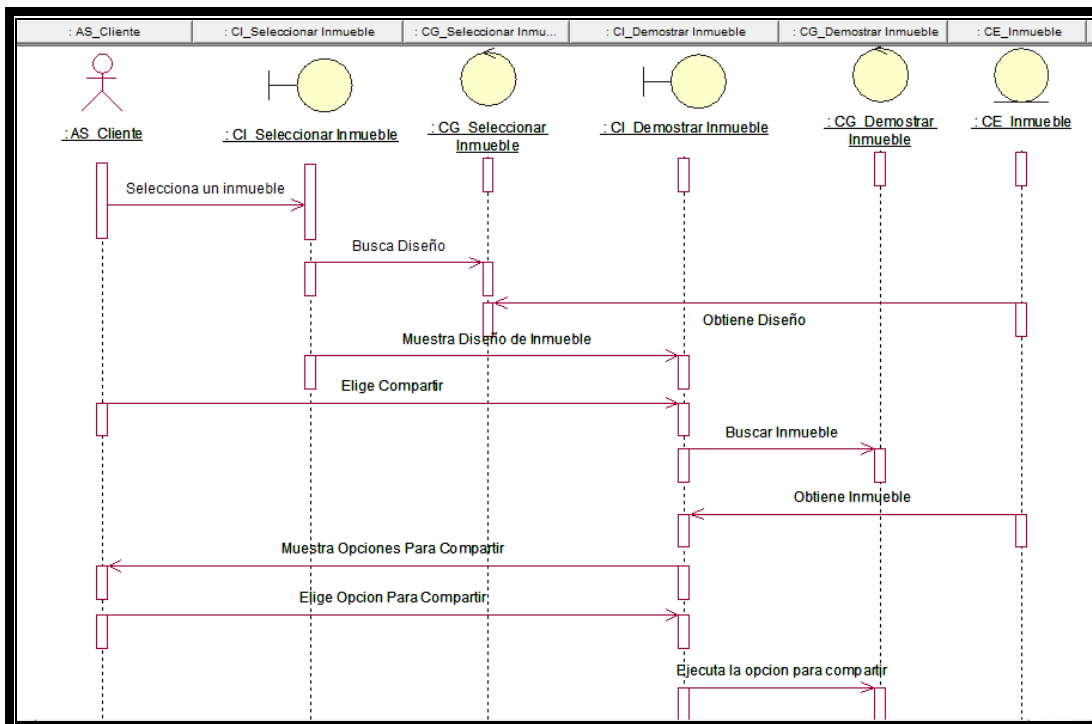 : AS_Cliente
: CI_Seleccionar Inmueble
: CG_Seleccionar Inmu...
: CI_Demostrar Inmueble
: CG_Demostrar Inmueble
: CE_Inmueble
: AS_Cliente
: CI_Seleccionar Inmueble
: CG_Seleccionar
Inmueble
: CI_Demostrar Inmueble
: CG_Demostrar
Inmueble
: CE_Inmueble
Selecciona un inmueble
Busca Diseño
Obtiene Diseño
Muestra Diseño de Inmueble
Elige Compartir
Buscar Inmueble
Obtiene Inmueble
Muestra Opciones Para Compartir
Elige Opcion Para Compartir
Ejecuta la opcion para compartir